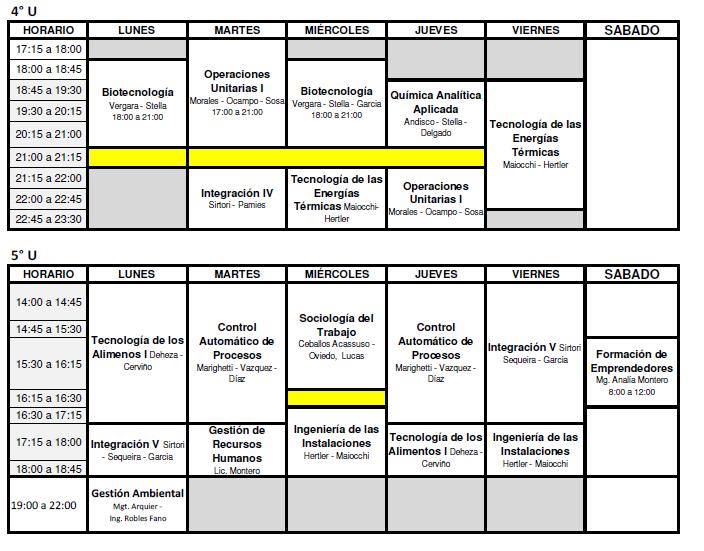 4° U
HORARIO LUNES MARTES MIÉRCOLES JUEVES VIERNES SABADO
17:15 a 18:00
18:00 a 18:45
18:45 a 19:30
19:30 a 20:15
20:15 a 21:00
21:00 a 21:15
21:15 a 22:00
22:00 a 22:45
22:45 a 23:30
Biotecnología
Vergara - Stella
18:00 a 21:00
Operaciones
Unitarias I
Morales - Ocampo - Sosa
17:00 a 21:00
Integración IV
Sirtori - Pamies
Biotecnología
Vergara - Stella - Garcia
18:00 a 21:00
Tecnología de las
Energías
Térmicas Maiocchi-
Hertler
Química Analítica
Aplicada
Andisco - Stella -
Delgado
Operaciones
Unitarias I
Morales - Ocampo - Sosa
Tecnología de las
Energías
Térmicas
Maiocchi - Hertler
5° U
HORARIO LUNES MARTES MIÉRCOLES JUEVES VIERNES SABADO
14:00 a 14:45
14:45 a 15:30
15:30 a 16:15
16:15 a 16:30
16:30 a 17:15
17:15 a 18:00
18:00 a 18:45
19:00 a 22:00
Tecnología de los
Alimenos I Deheza -
Cerviño
Integración V Sirtori
- Sequeira - Garcia
Gestión Ambiental
Mgt. Arquier -
Ing. Robles Fano
Control
Automático de
Procesos
Marighetti - Vazquez -
Díaz
Gestión de
Recursos
Humanos
Lic. Montero
Sociología del
Trabajo
Ceballos Acassuso -
Oviedo, Lucas
Ingeniería de las
Instalaciones
Hertler - Maiocchi
Control
Automático de
Procesos
Marighetti - Vazquez -
Díaz
Tecnología de los
Alimentos I Deheza -
Cerviño
Integración V Sirtori
Sequeira - Garcia
Ingeniería de las
Instalaciones
Hertler - Maiocchi
Formación de
Emprendedores
Mg. Analía Montero
8:00 a 12:00